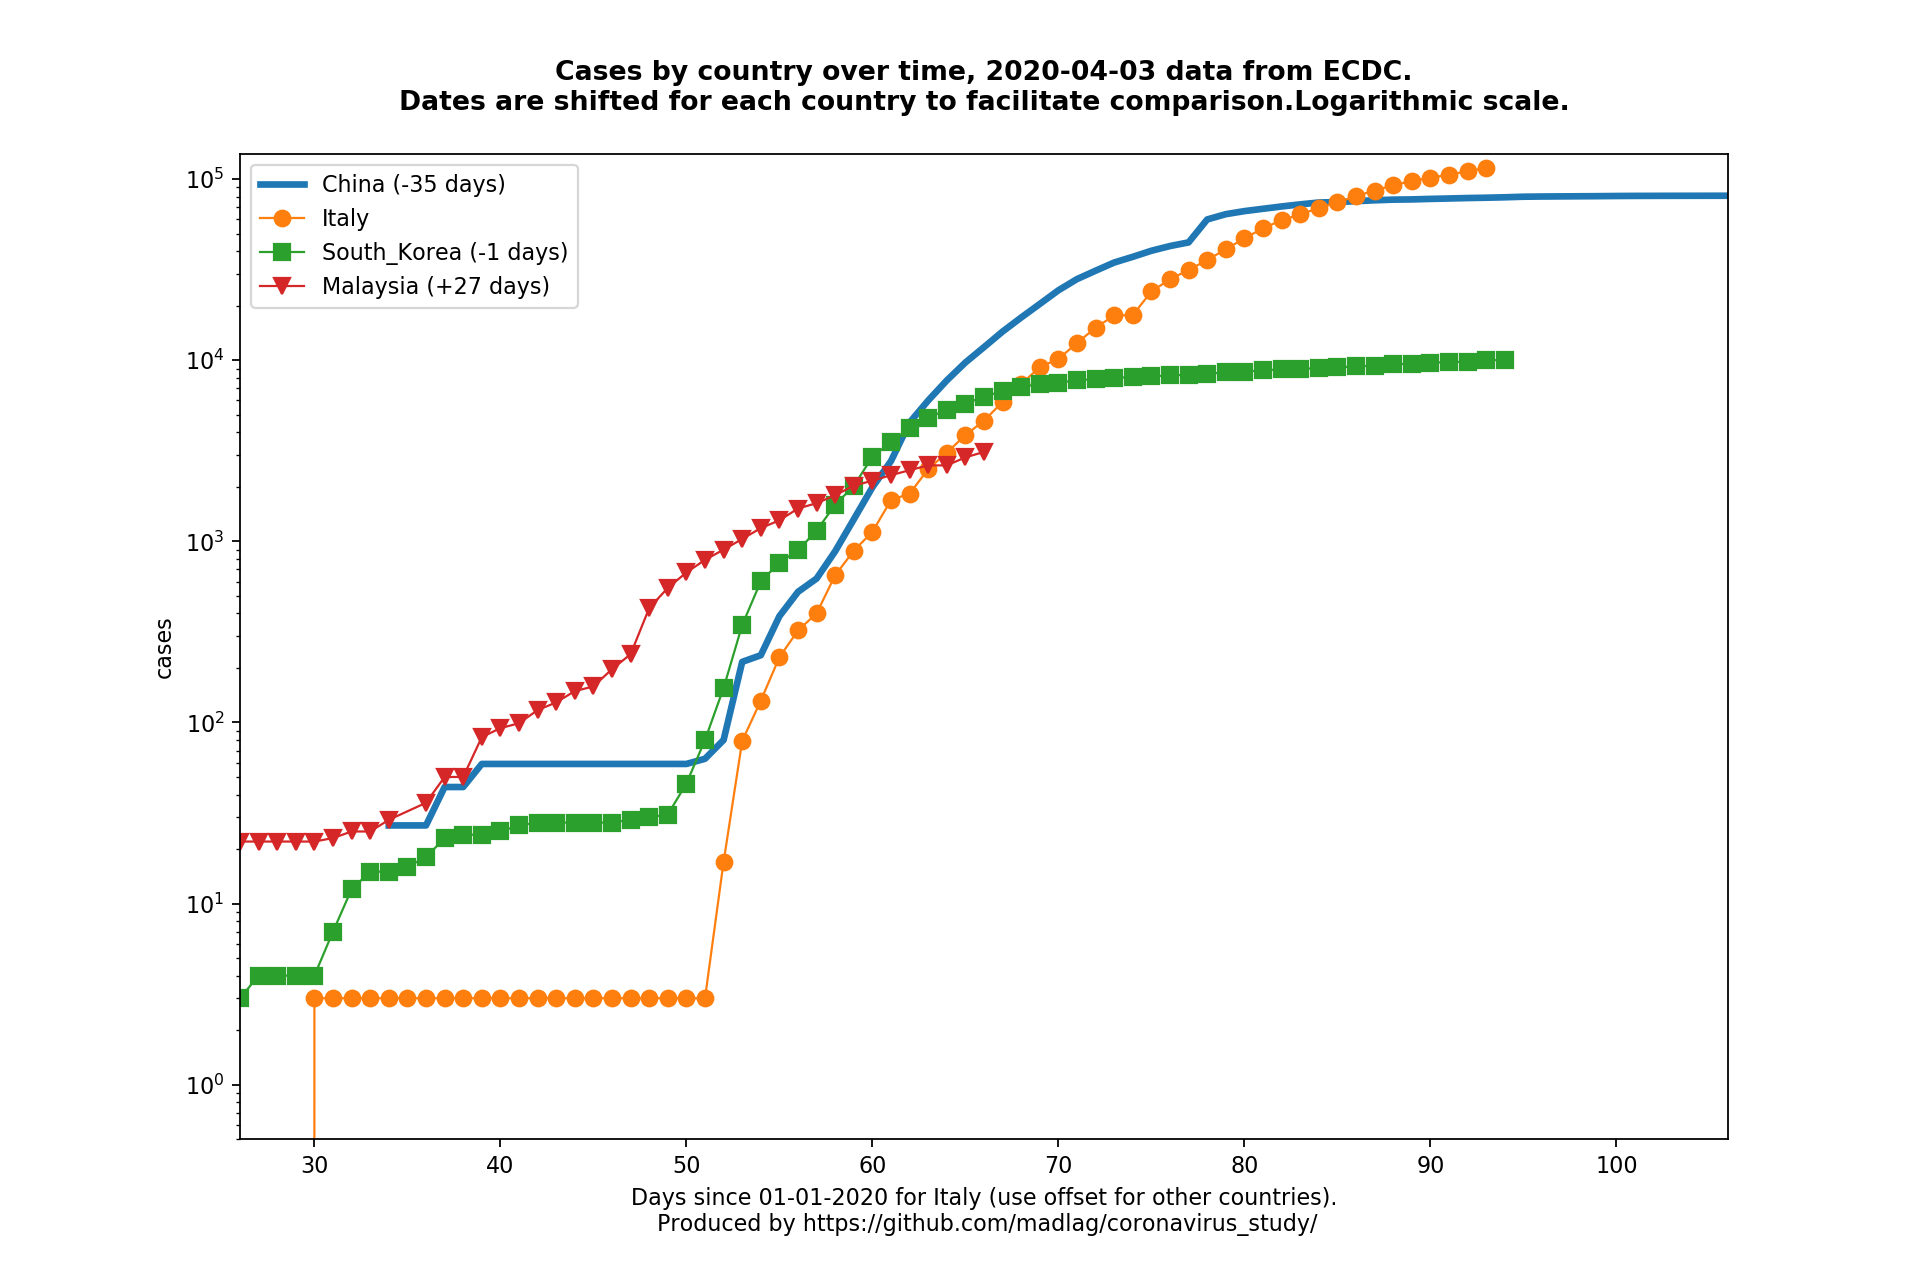 Cases by country over time, 2020-04-03 data from ECDC.
Dates are shifted for each country to facilitate comparison.Logarithmic scale.
China (-35 days)
Italy
South_Korea (-1 days)
Malaysia (+27 days)
10^5
10^4
10^3
10^2
10^1
10^0
cases
30 40 50 60 70 80 90 100
Days since 01-01-2020 for Italy (use offset for other countries).
Produced by https://github.com/madlag/coronavirus_study/